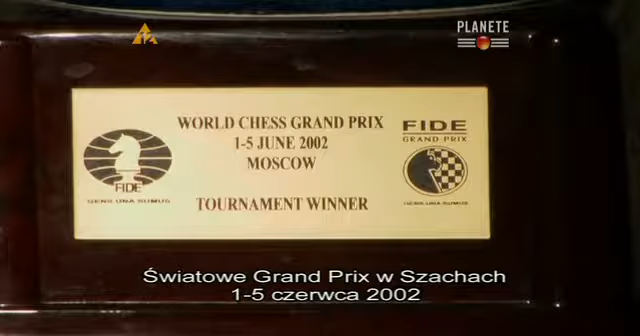 12
PLANETE
WORLD CHESS GRAND PRIX
1-5 JUNE 2002
MOSCOW
TOURNAMENT WINNER
FIDE
GENS UNA SUMUS
FIDE
GRAND PRIX
GENS UNA SUMUS
Światowe Grand Prix w Szachach
1-5 czerwca 2002